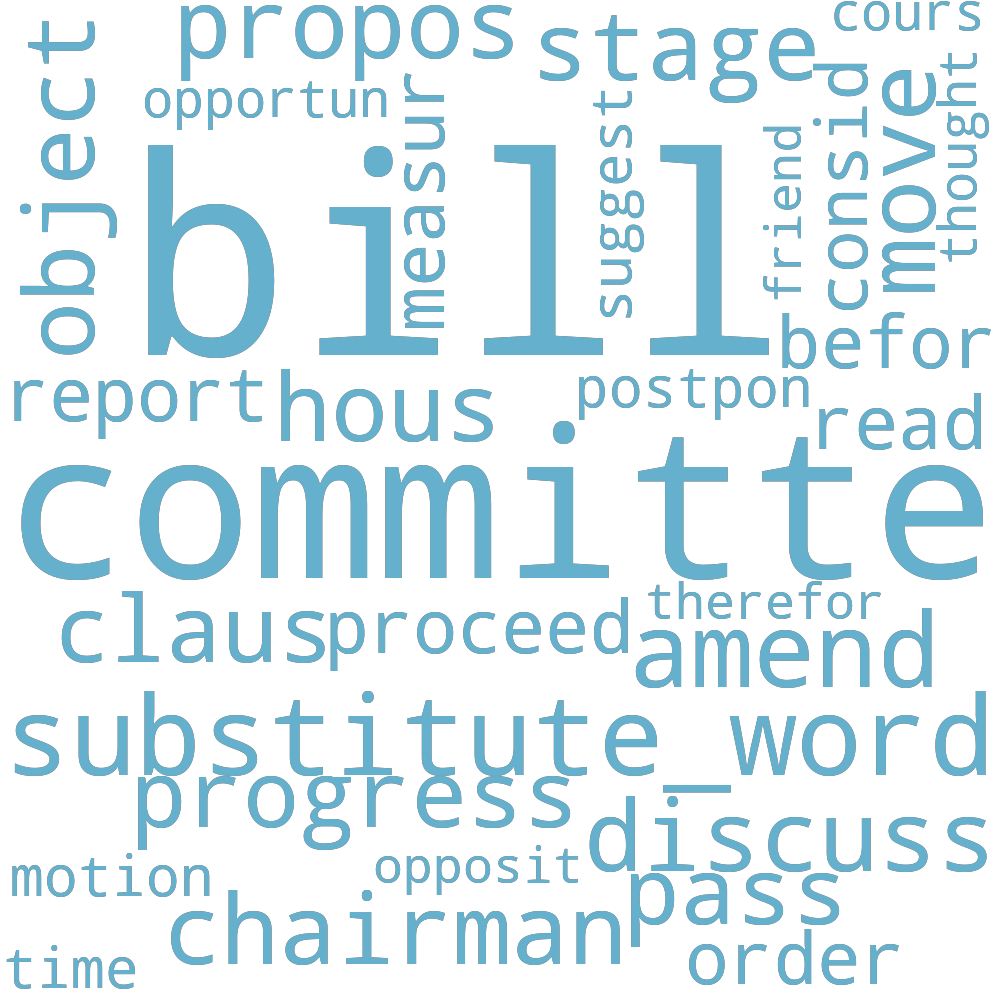 propos
stage
cours
object
opportun
measur
suggest
friend
consid
move
thought
bill
befor
report
hous
postpon
read
committe
claus
proceed
therefor
amend
substitute_word
progress
discuss
motion
opposit
pass
chairman
order
time